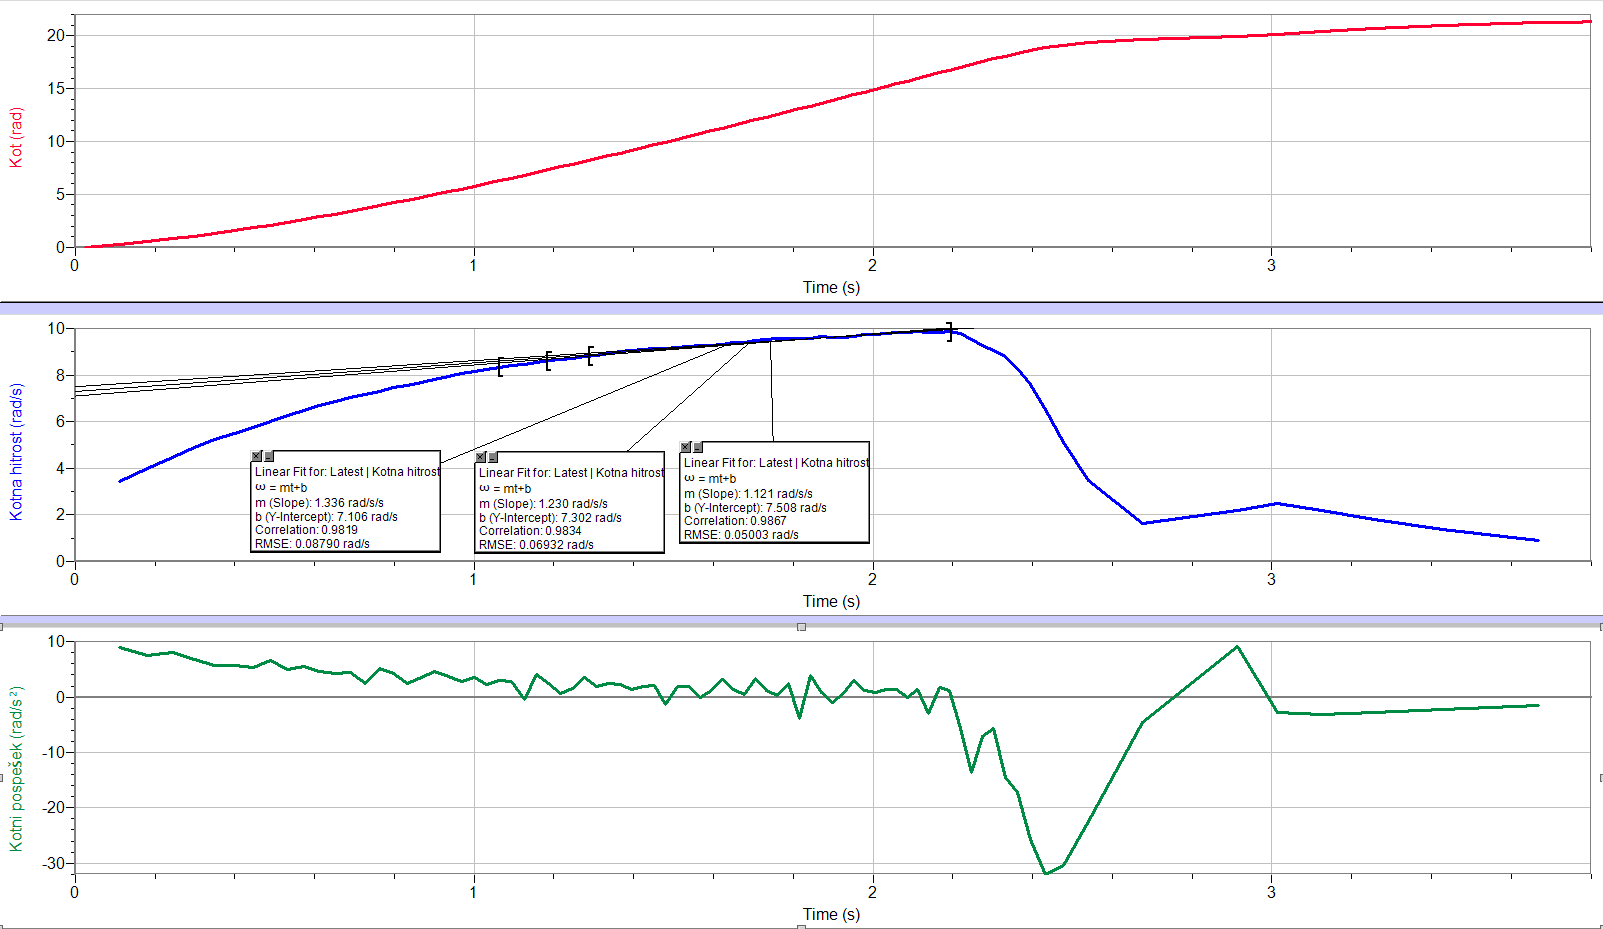 20
15
10
5
0
Kot (rad)
0 1 2 3
Time (s)
10
8
6
4
2
0
Kotna hitrost (rad/s)
Linear Fit for: Latest | Kotna hitrost
ω = mt+b
m (Slope): 1.336 rad/s/s
b (Y-Intercept): 7.106 rad/s
Correlation: 0.9819
RMSE: 0.08790 rad/s
Linear Fit for: Latest | Kotna hitrost
ω = mt+b
m (Slope): 1.230 rad/s/s
b (Y-Intercept): 7.302 rad/s
Correlation: 0.9834
RMSE: 0.06932 rad/s
Linear Fit for: Latest | Kotna hitrost
ω = mt+b
m (Slope): 1.121 rad/s/s
b (Y-Intercept): 7.508 rad/s
Correlation: 0.9867
RMSE: 0.05003 rad/s
0 1 2 3
Time (s)
10
0
-10
-20
-30
Kotni pospešek (rad/s²)
0 1 2 3
Time (s)